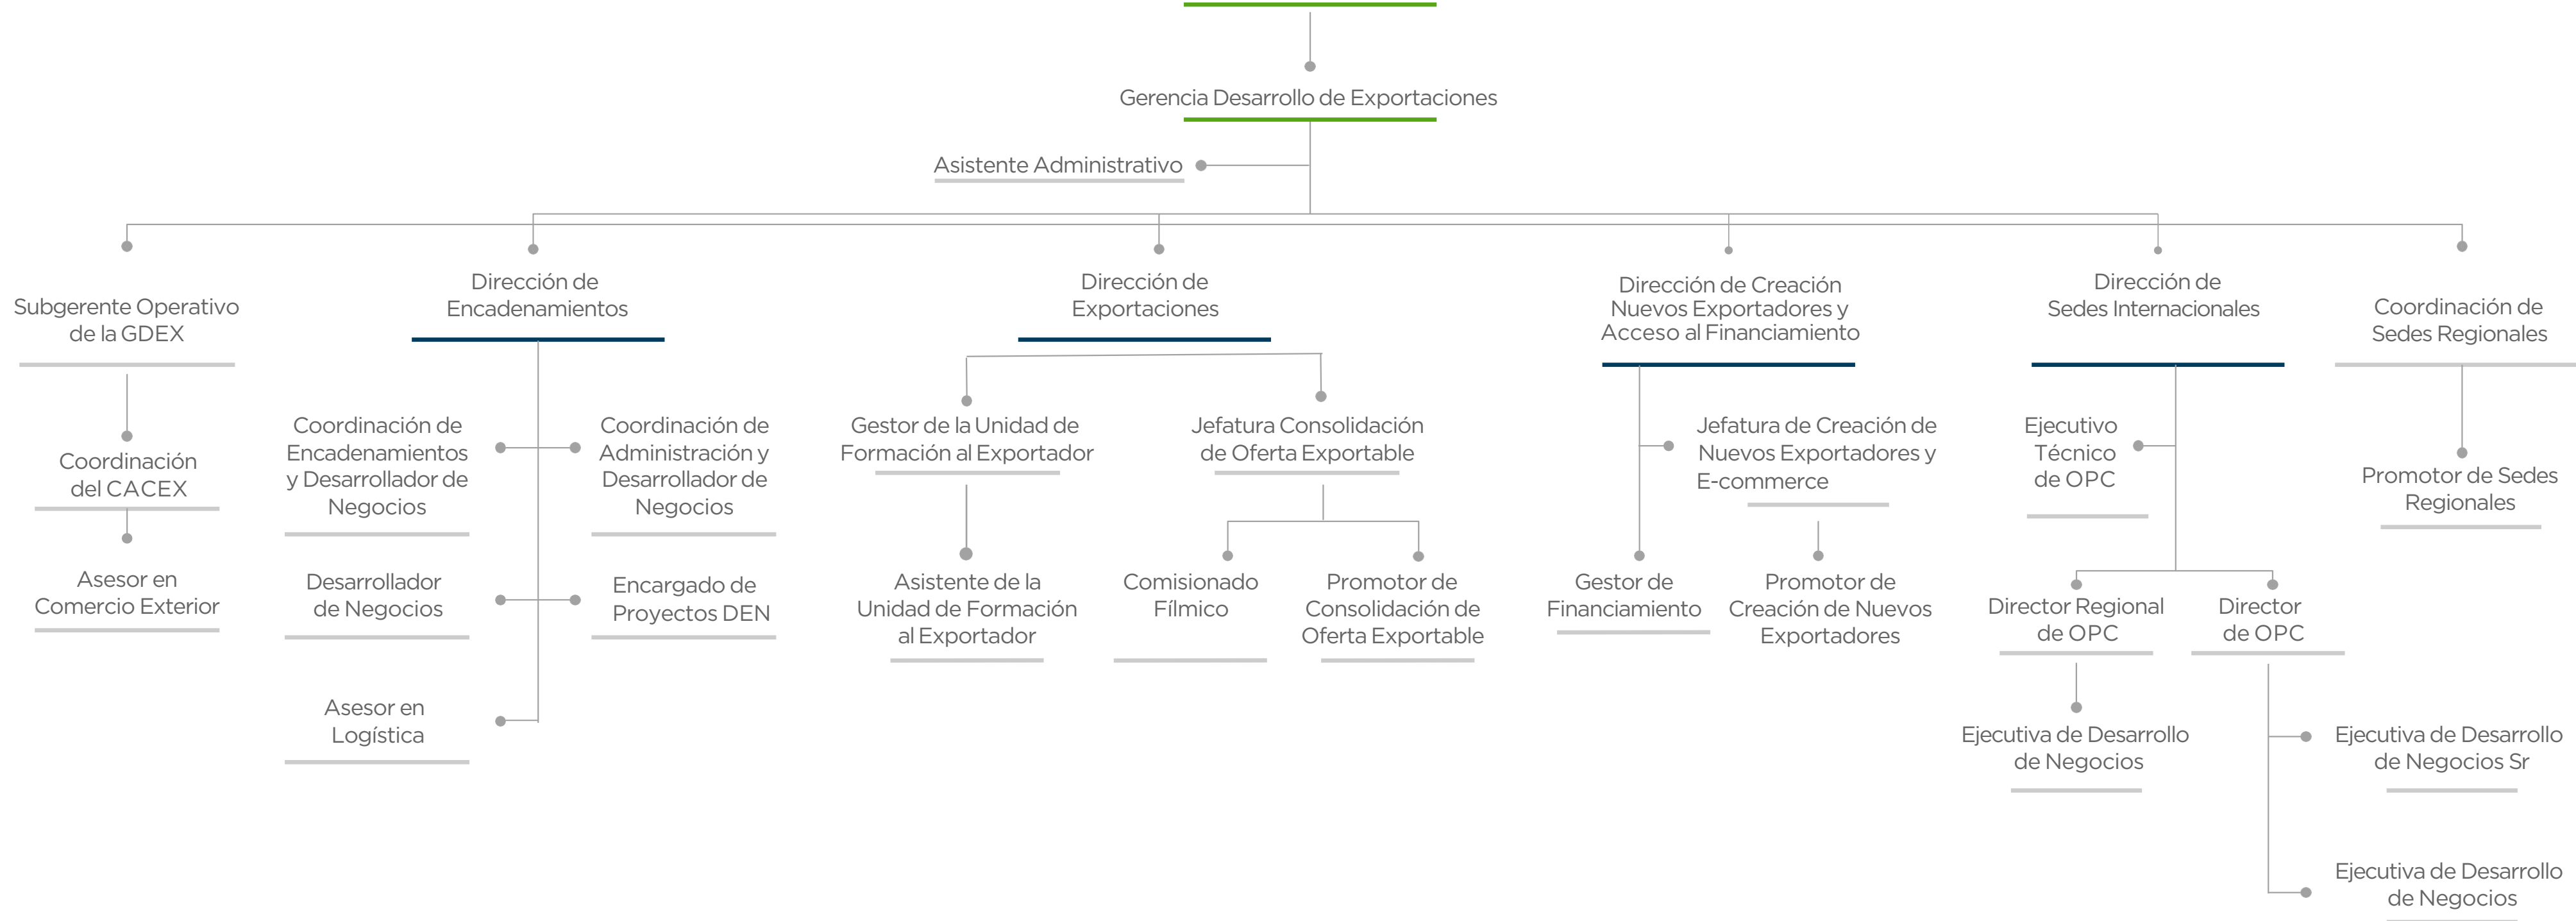 Gerencia Desarrollo de Exportaciones
Asistente Administrativo
Subgerente Operativo
de la GDEX
Coordinación
del CACEX
Asesor en
Comercio Exterior
Dirección de
Encadenamientos
Coordinación de
Encadenamientos
y Desarrollador de
Negocios
Coordinación de
Administración y
Desarrollador de
Negocios
Desarrollador
de Negocios
Encargado de
Proyectos DEN
Asesor en
Logística
Dirección de
Exportaciones
Gestor de la Unidad de
Formación al Exportador
Asistente de la
Unidad de Formación
al Exportador
Jefatura Consolidación
de Oferta Exportable
Comisionado
Fílmico
Promotor de
Consolidación de
Oferta Exportable
Dirección de Creación
Nuevos Exportadores y
Acceso al Financiamiento
Jefatura de Creación de
Nuevos Exportadores y
E-commerce
Gestor de
Financiamiento
Promotor de
Creación de Nuevos
Exportadores
Dirección de
Sedes Internacionales
Ejecutivo
Técnico
de OPC
Director Regional
de OPC
Ejecutiva de Desarrollo
de Negocios
Director
de OPC
Ejecutiva de Desarrollo
de Negocios Sr
Ejecutiva de Desarrollo
de Negocios
Coordinación de
Sedes Regionales
Promotor de Sedes
Regionales